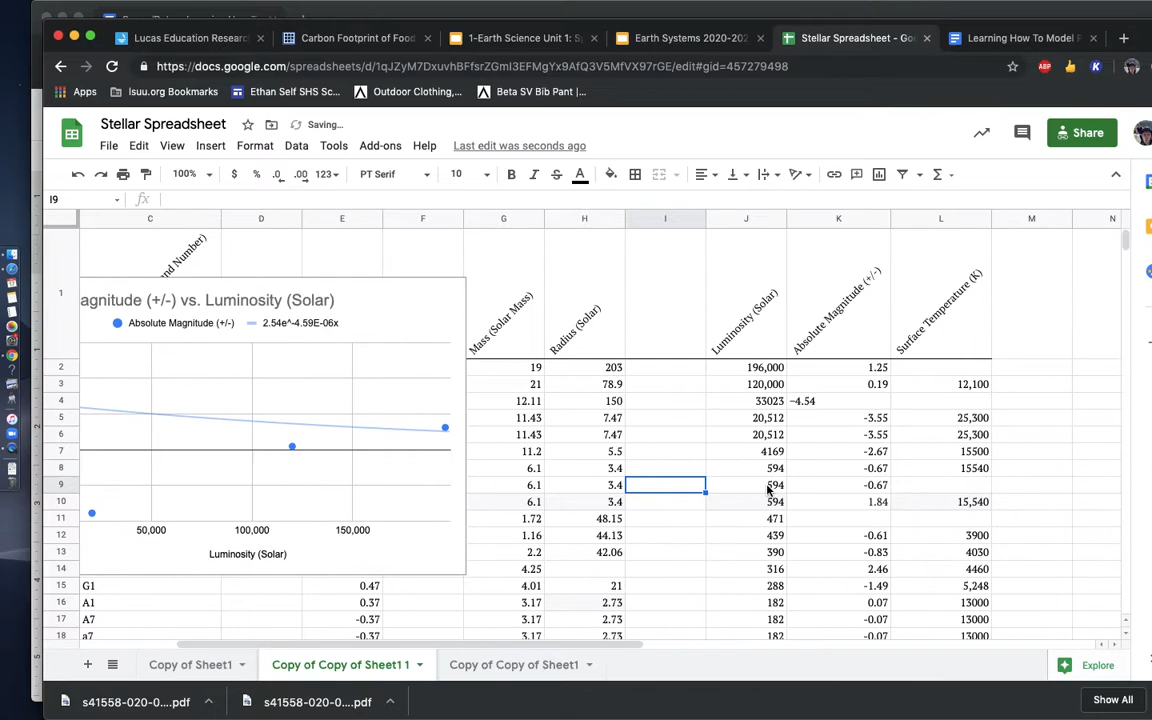 Lucas Education Resear
Carbon Footprint of Food
1-Earth Science Unit 1: S
Earth Systems 2020-202
Stellar Spreadsheet - Go
Learning How To Model
https://docs.google.com/spreadsheets/d/1qJZyM7DxuvhBFfsrZGmI3EFMgYx9AfQ3V5MfVX97rGE/edit#gid=457279498
ABP
K
Apps
lsuu.org Bookmarks
Ethan Self SHS Sc...
Outdoor Clothing,...
Beta SV Bib Pant |...
Stellar Spreadsheet
Saving...
File Edit View Insert Format Data Tools Add-ons Help Last edit was seconds ago
Share
100% $ % .0 .00 123 PT Serif 10 B I S A
I9 fx
C D E F G H I J K L M N
1 and Number) Mass (Solar Mass) Radius (Solar) Luminosity (Solar) Absolute Magnitude (+/-) Surface Temperature (K)
agnitude (+/-) vs. Luminosity (Solar)
Absolute Magnitude (+/-) 2.54e^-4.59E-06x
50,000 100,000 150,000
Luminosity (Solar)
2 19 203 196,000 1.25
3 21 78.9 120,000 0.19 12,100
4 12.11 150 33023 −4.54
5 11.43 7.47 20,512 -3.55 25,300
6 11.43 7.47 20,512 -3.55 25,300
7 11.2 5.5 4169 -2.67 15500
8 6.1 3.4 594 -0.67 15540
9 6.1 3.4 594 -0.67
10 6.1 3.4 594 1.84 15,540
11 1.72 48.15 471
12 1.16 44.13 439 -0.61 3900
13 2.2 42.06 390 -0.83 4030
14 4.25 316 2.46 4460
15 G1 0.47 4.01 21 288 -1.49 5,248
16 A1 0.37 3.17 2.73 182 0.07 13000
17 A7 -0.37 3.17 2.73 182 -0.07 13000
18 a7 -0.37 3.17 2.73 182 -0.07 13000
Copy of Sheet1
Copy of Copy of Sheet1 1
Copy of Copy of Sheet1
Explore
s41558-020-0....pdf
s41558-020-0....pdf
Show All